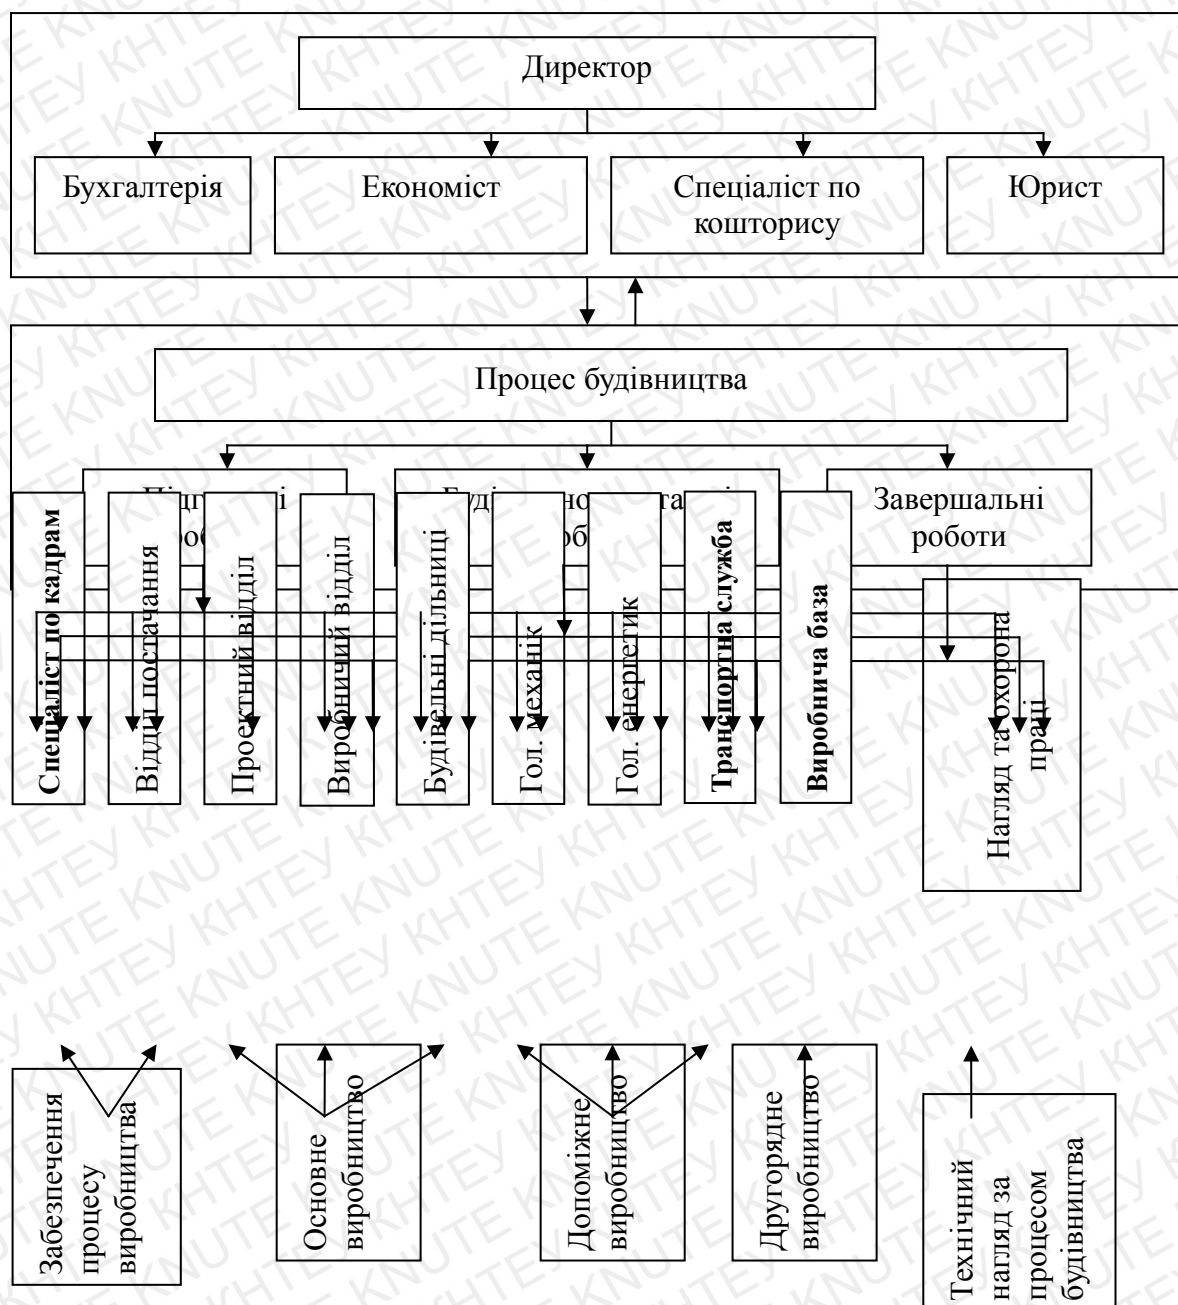 Директор
Бухгалтерія
Економіст
Спеціаліст по
кошторису
Юрист
Процес будівництва
Завершальні
роботи
Спеціаліст по кадрам
Відділ постачання
Проектний відділ
Виробничий відділ
Будівельні дільниці
Гол. механік
Гол. енергетик
Транспортна служба
Виробнича база
Нагляд та охорона
праці
Забезпечення
процесу
виробництва
Основне
виробництво
Допоміжне
виробництво
Другорядне
виробництво
Технічний
нагляд за
процесом
будівництва